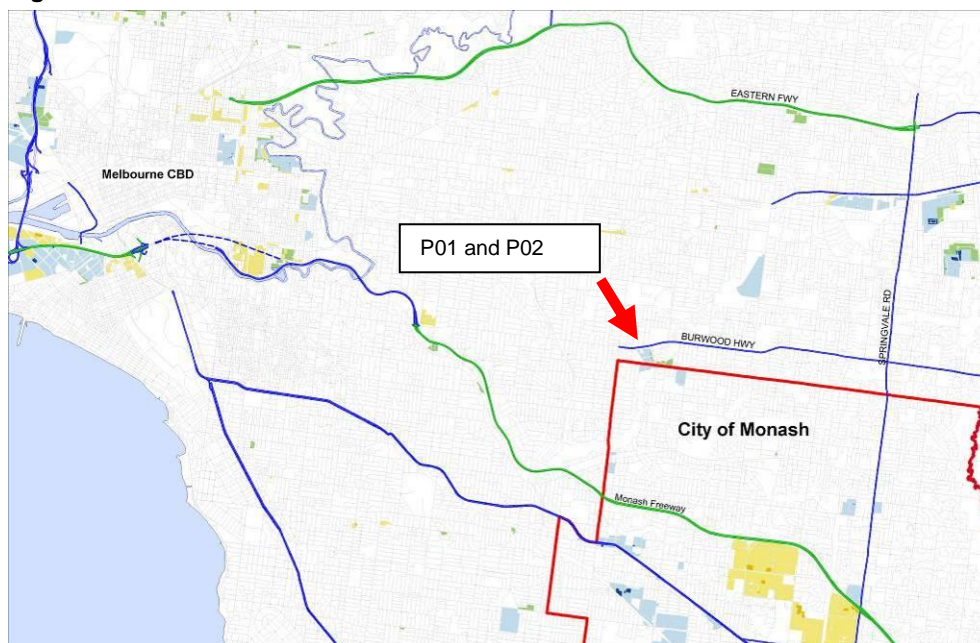 EASTERN FWY
Melbourne CBD
P01 and P02
SPRINGVALE RD
BURWOOD HWY
City of Monash
Monash Freeway